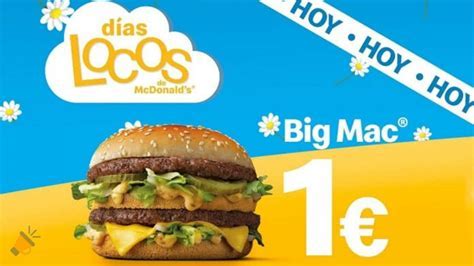 días
LOCOS
de
McDonald's®
HOY • HOY • HOY
Big Mac®
1€